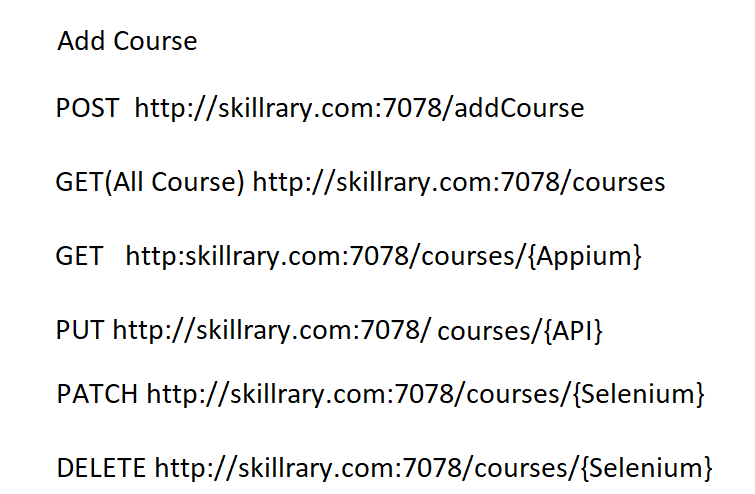 Add Course
POST  http://skillrary.com:7078/addCourse
GET(All Course) http://skillrary.com:7078/courses
GET   http:skillrary.com:7078/courses/{Appium}
PUT http://skillrary.com:7078/ courses/{API}
PATCH http://skillrary.com:7078/courses/{Selenium}
DELETE http://skillrary.com:7078/courses/{Selenium}